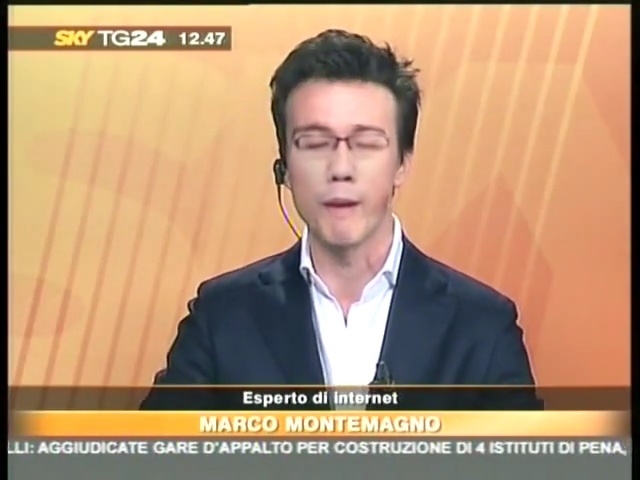 SKY TG24 12.47
Esperto di internet
MARCO MONTEMAGNO
LLI: AGGIUDICATE GARE D'APPALTO PER COSTRUZIONE DI 4 ISTITUTI DI PENA,